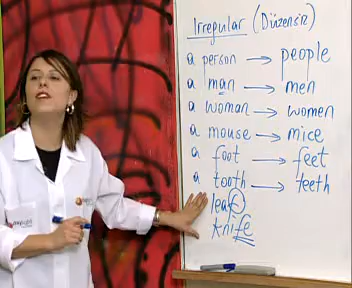 Irregular (Düzensiz)
a person → people
a man → men
a woman → women
a mouse → mice
a foot → feet
a tooth → teeth
leaf
knife